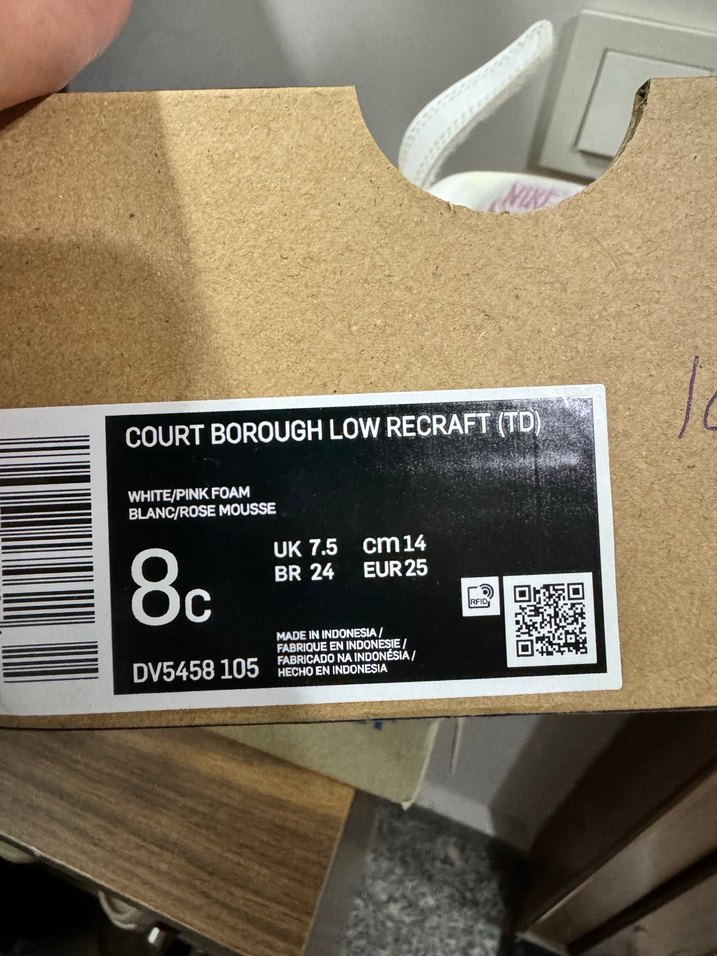 NIKE
COURT BOROUGH LOW RECRAFT (TD)
WHITE/PINK FOAM
BLANC/ROSE MOUSSE
8C
UK 7.5 cm 14
BR 24 EUR 25
RFID
DV5458 105
MADE IN INDONESIA /
FABRIQUE EN INDONESIE /
FABRICADO NA INDONÉSIA /
HECHO EN INDONESIA